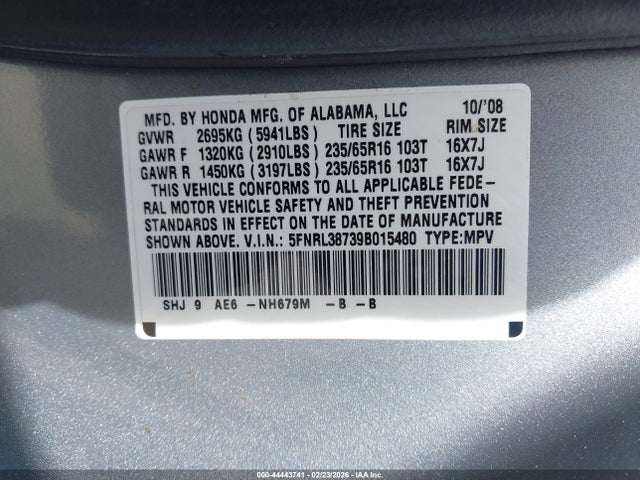 MFD. BY HONDA MFG. OF ALABAMA, LLC 10/'08
GVWR 2695KG (5941LBS) TIRE SIZE RIM SIZE
GAWR F 1320KG (2910LBS) 235/65R16 103T 16X7J
GAWR R 1450KG (3197LBS) 235/65R16 103T 16X7J
THIS VEHICLE CONFORMS TO ALL APPLICABLE FEDE-
RAL MOTOR VEHICLE SAFETY AND THEFT PREVENTION
STANDARDS IN EFFECT ON THE DATE OF MANUFACTURE
SHOWN ABOVE. V.I.N.: 5FNRL38739B015480 TYPE:MPV
SHJ 9 AE6 -NH679M -B -B
000-44443741 - 02/23/2026 - IAA Inc.